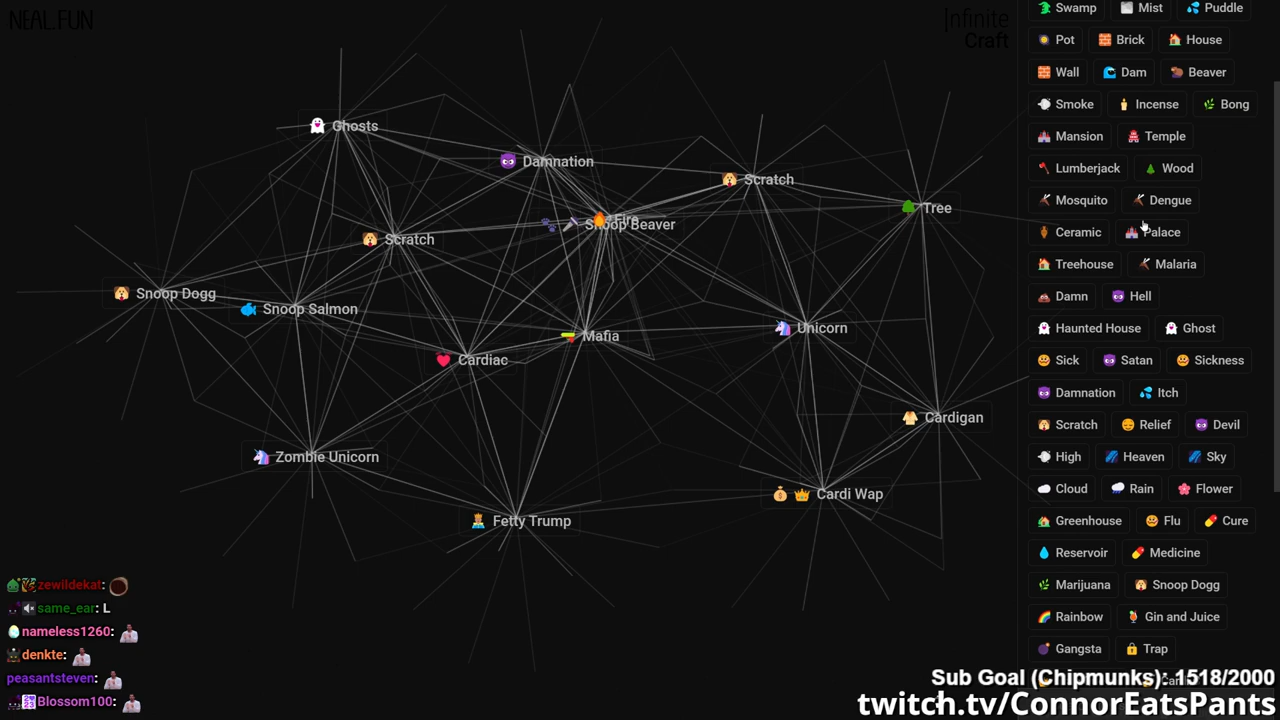 NEAL.FUN
Infinite
Craft
Ghosts
Damnation
Scratch
Tree
Fire
Snoop Beaver
Scratch
Snoop Dogg
Snoop Salmon
Mafia
Unicorn
Cardiac
Cardigan
Zombie Unicorn
Cardi Wap
Fetty Trump
Swamp Mist Puddle
Pot Brick House
Wall Dam Beaver
Smoke Incense Bong
Mansion Temple
Lumberjack Wood
Mosquito Dengue
Ceramic Palace
Treehouse Malaria
Damn Hell
Haunted House Ghost
Sick Satan Sickness
Damnation Itch
Scratch Relief Devil
High Heaven Sky
Cloud Rain Flower
Greenhouse Flu Cure
Reservoir Medicine
Marijuana Snoop Dogg
Rainbow Gin and Juice
Gangsta Trap
zewildekat:
same_ear: L
nameless1260:
denkte:
peasantsteven:
Blossom100:
Sub Goal (Chipmunks): 1518/2000
twitch.tv/ConnorEatsPants